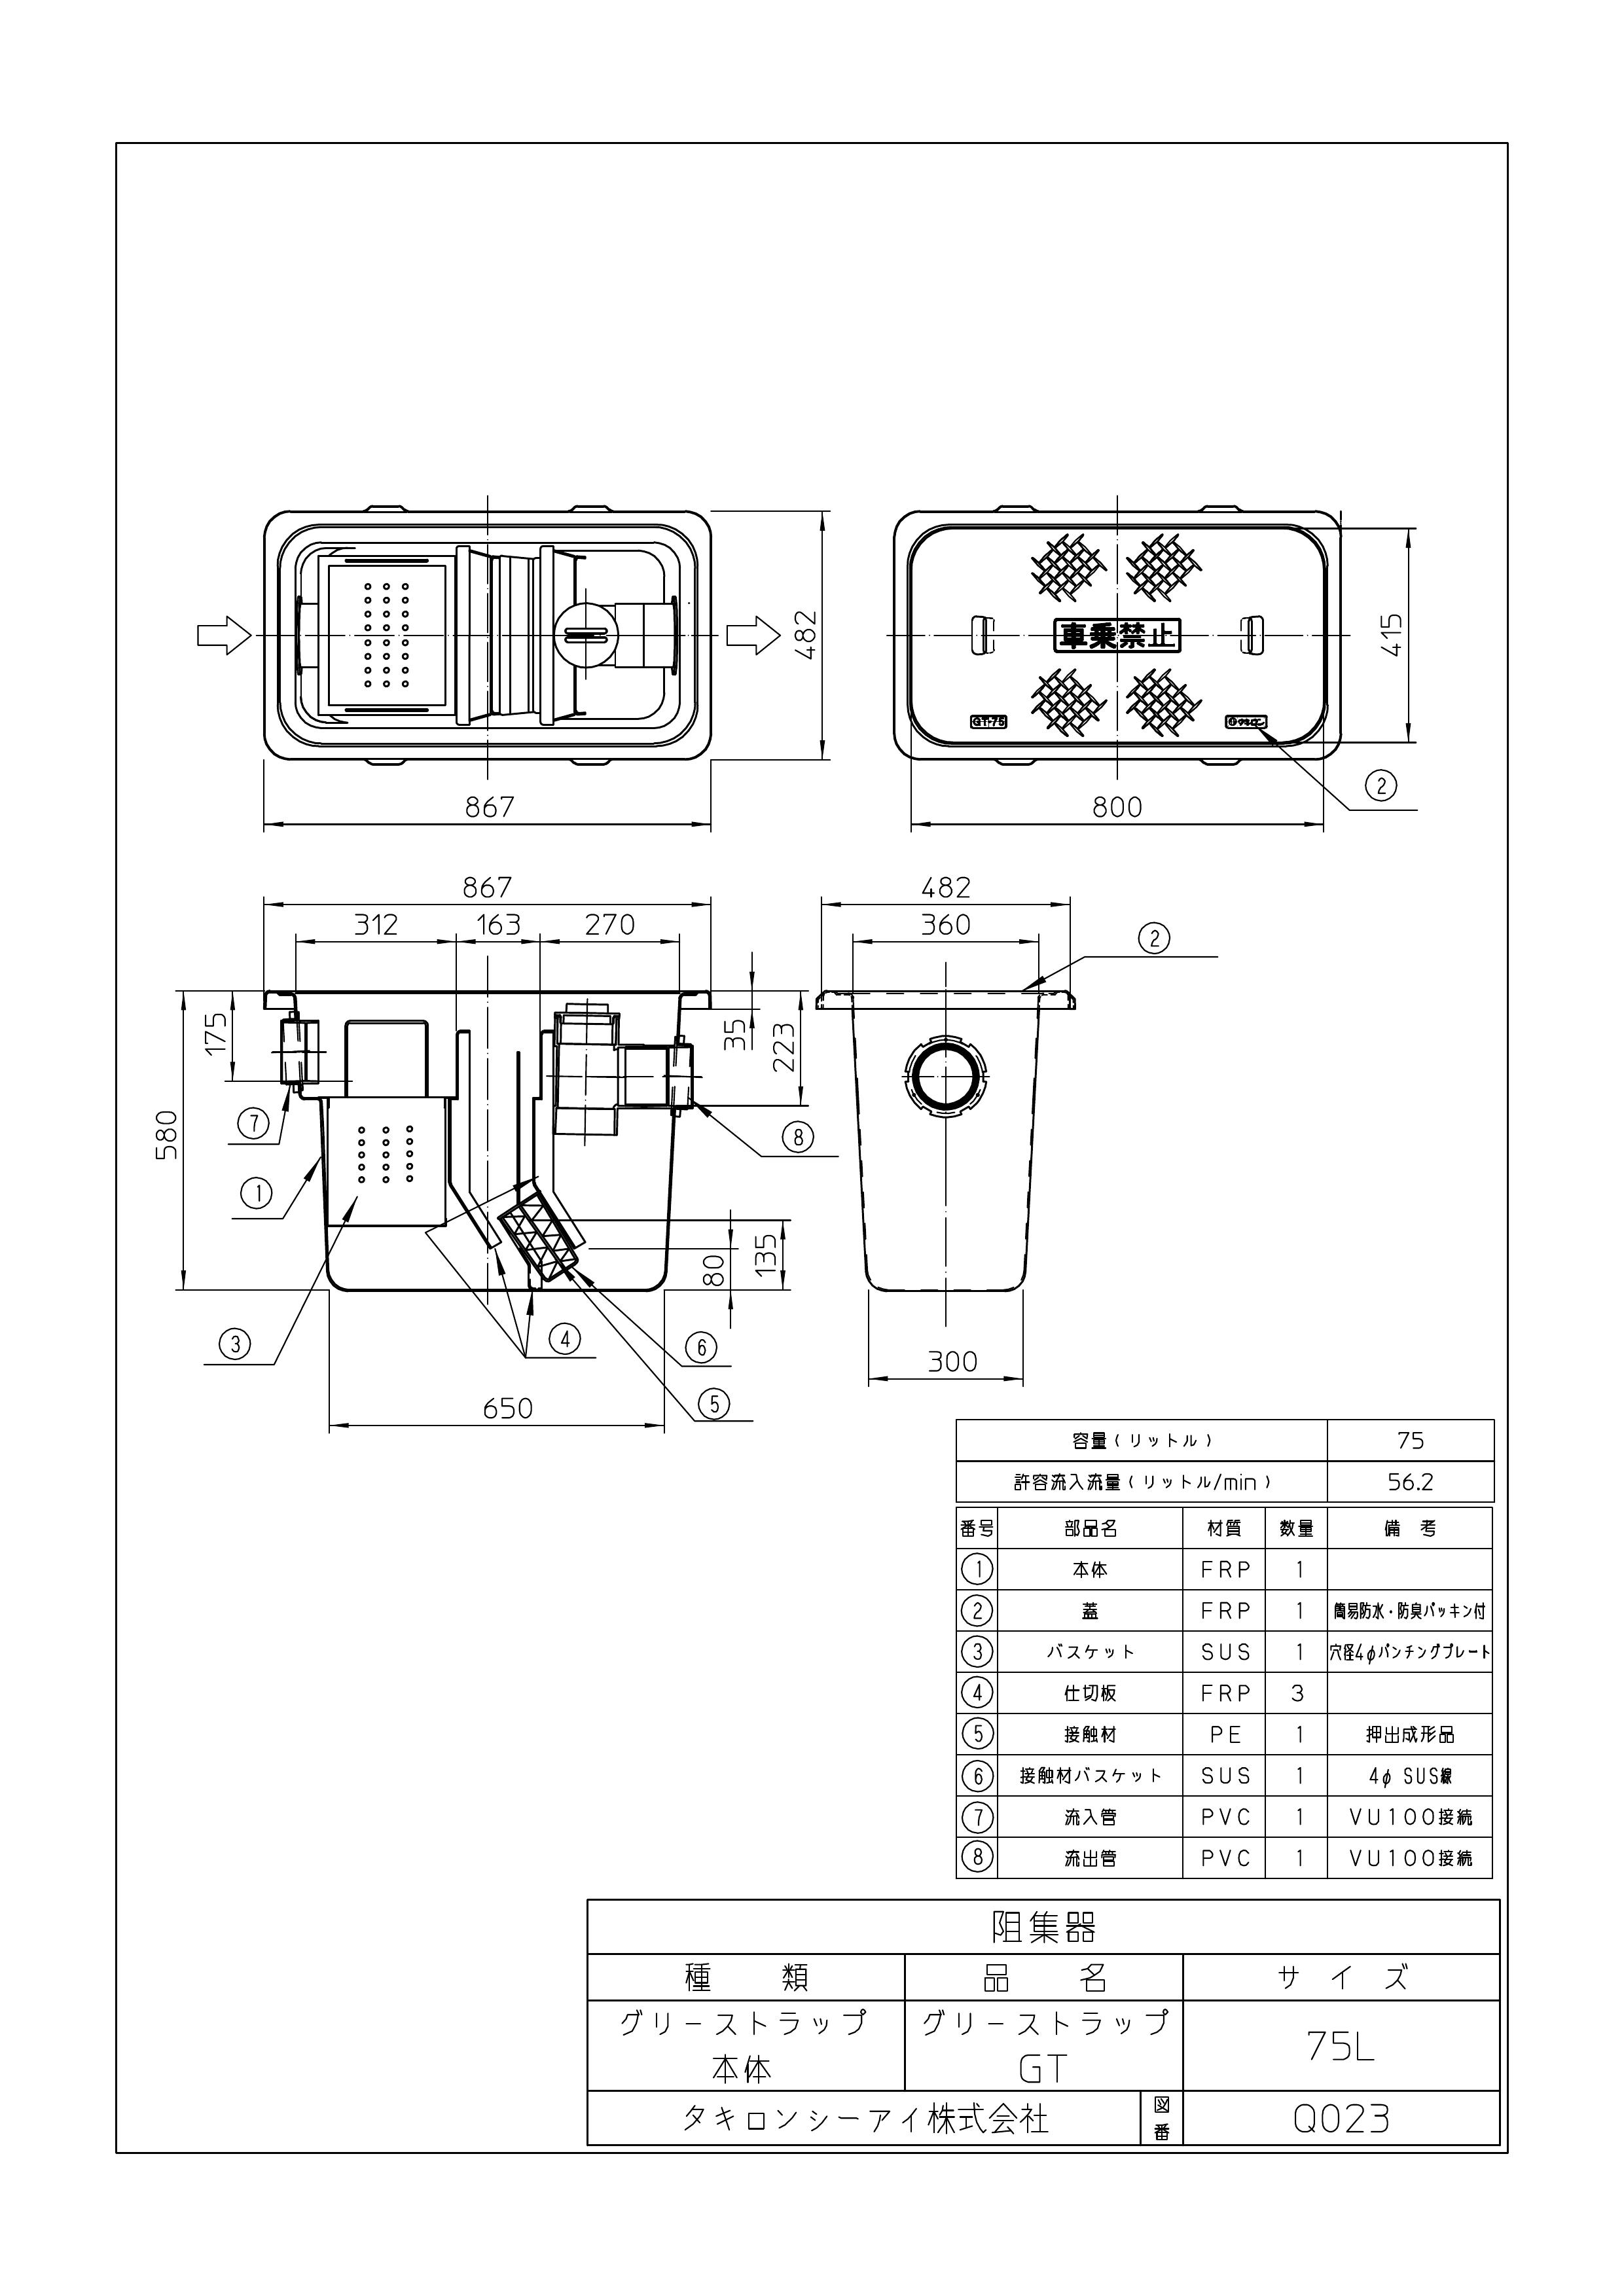 482
867
車乗禁止
GT-75
415
②
800
867
312
163
270
482
360
②
175
580
35
223
⑦
⑧
①
③
④
80
135
⑥
⑤
650
300
容量(リットル) 75
許容流入流量(リットル/min) 56.2
番号 部品名 材質 数量 備 考
① 本体 FRP 1
② 蓋 FRP 1 簡易防水・防臭パッキン付
③ バスケット SUS 1 穴径4φパンチングプレート
④ 仕切板 FRP 3
⑤ 接触材 PE 1 押出成形品
⑥ 接触材バスケット SUS 1 4φ SUS線
⑦ 流入管 PVC 1 VU100接続
⑧ 流出管 PVC 1 VU100接続
阻集器
種 類 品 名 サイズ
グリーストラップ グリーストラップ 75L
本体 GT
タキロンシーアイ株式会社 図番 Q023